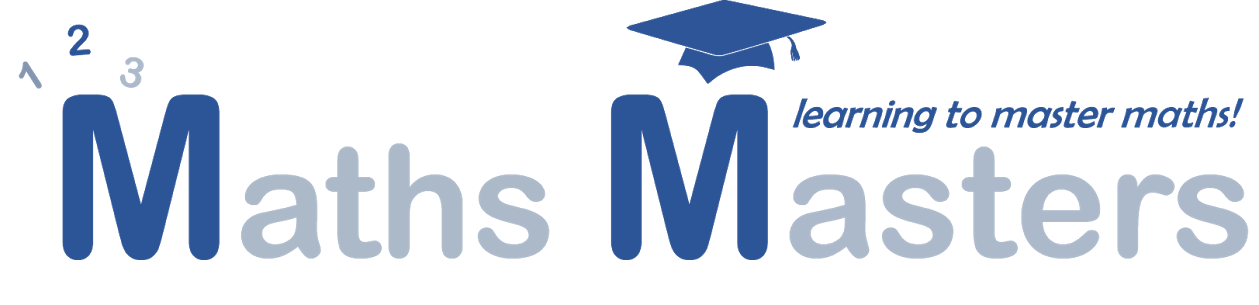 1 2 3
Maths Masters
learning to master maths!